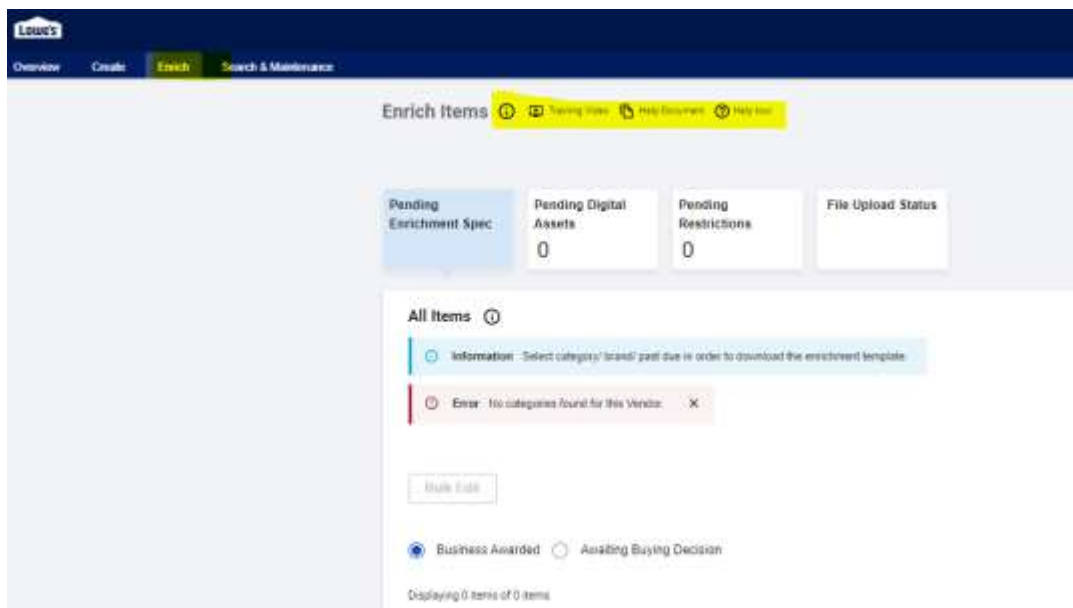 LOWE'S
Overview Create Enrich Search & Maintenance
Enrich Items Training Video Help Document Help tour
Pending Enrichment Spec
Pending Digital Assets
0
Pending Restrictions
0
File Upload Status
All Items
Information Select category/ brand/ past due in order to download the enrichment template.
Error No categories found for this Vendor. X
Bulk Edit
Business Awarded Awaiting Buying Decision
Displaying 0 items of 0 items